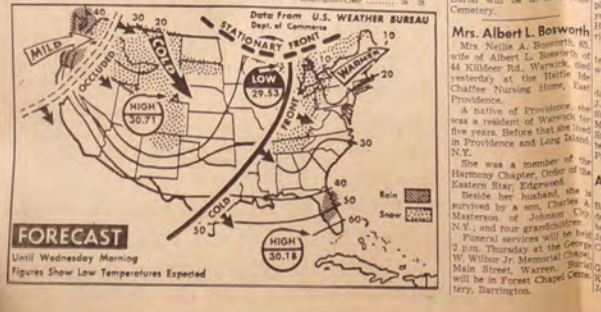 Data From U.S. WEATHER BUREAU
Dept. of Commerce
40
30
20
MILD
OCCLUDED
COLD
STATIONARY FRONT
10
10
WARMER
20
LOW
29.53
FRONT
HIGH
30.71
30
40
50
60
COLD
50
HIGH
30.18
Rain
Snow
FORECAST
Until Wednesday Morning
Figures Show Low Temperatures Expected
Cemetery.
Mrs. Albert L. Bosworth
Mrs. Nellie A. Bosworth, 65,
wife of Albert L. Bosworth of
44 Killdeer Rd., Warwick, died
yesterday at the Hattie Ide
Chaffee Nursing Home, East
Providence.
A native of Providence, she
was a resident of Warwick for
five years. Before that she lived
in Providence and Long Island,
N.Y.
She was a member of the
Harmony Chapter, Order of the
Eastern Star, Edgewood.
Beside her husband, she is
survived by a son, Charles A.
Masterson of Johnson City,
N.Y.; and four grandchildren.
Funeral services will be held
2 p.m. Thursday at the George
W. Wilbur Jr. Memorial Chapel,
Main Street, Warren. Burial
will be in Forest Chapel Ceme-
tery, Barrington.